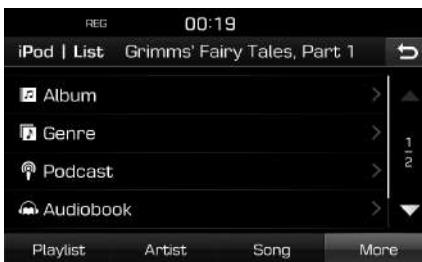 REG 00:19
iPod | List Grimms' Fairy Tales, Part 1
Album
Genre
1
Podcast
2
Audiobook
Playlist Artist Song More